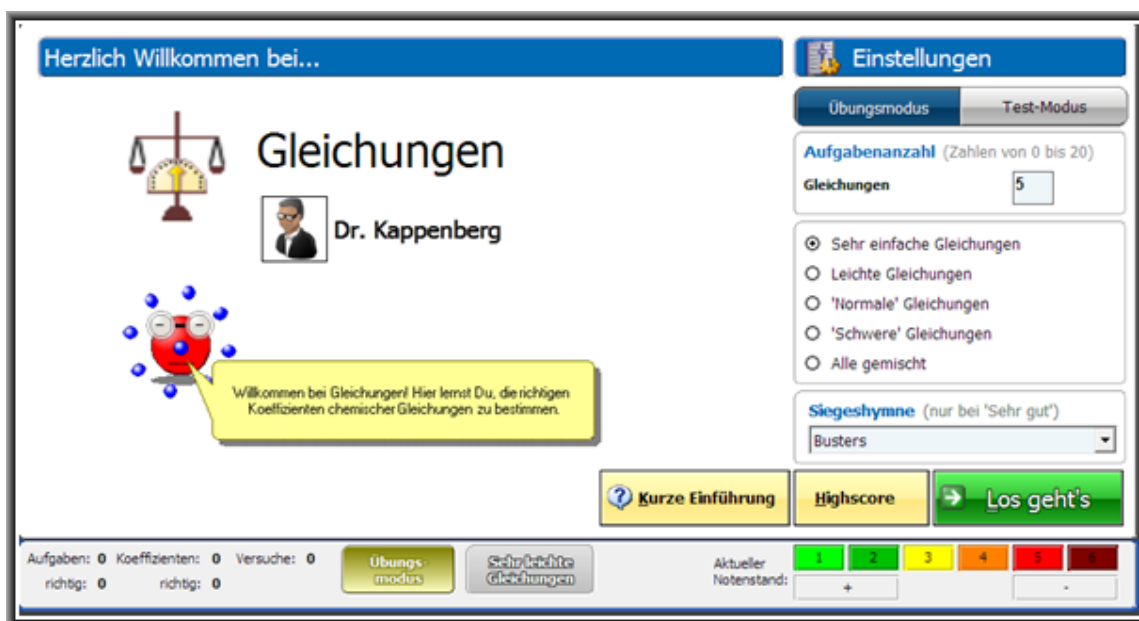 Herzlich Willkommen bei...
Gleichungen
Dr. Kappenberg
Willkommen bei Gleichungen! Hier lernst Du, die richtigen
Koeffizienten chemischer Gleichungen zu bestimmen.
Einstellungen
Übungsmodus
Test-Modus
Aufgabenanzahl (Zahlen von 0 bis 20)
Gleichungen 5
Sehr einfache Gleichungen
Leichte Gleichungen
'Normale' Gleichungen
'Schwere' Gleichungen
Alle gemischt
Siegeshymne (nur bei 'Sehr gut')
Busters
Kurze Einführung
Highscore
Los geht's
Aufgaben: 0 Koeffizienten: 0 Versuche: 0
richtig: 0 richtig: 0
Übungs-
modus
Sehr leichte
Gleichungen
Aktueller
Notenstand:
1 2 3 4 5 6
+ -